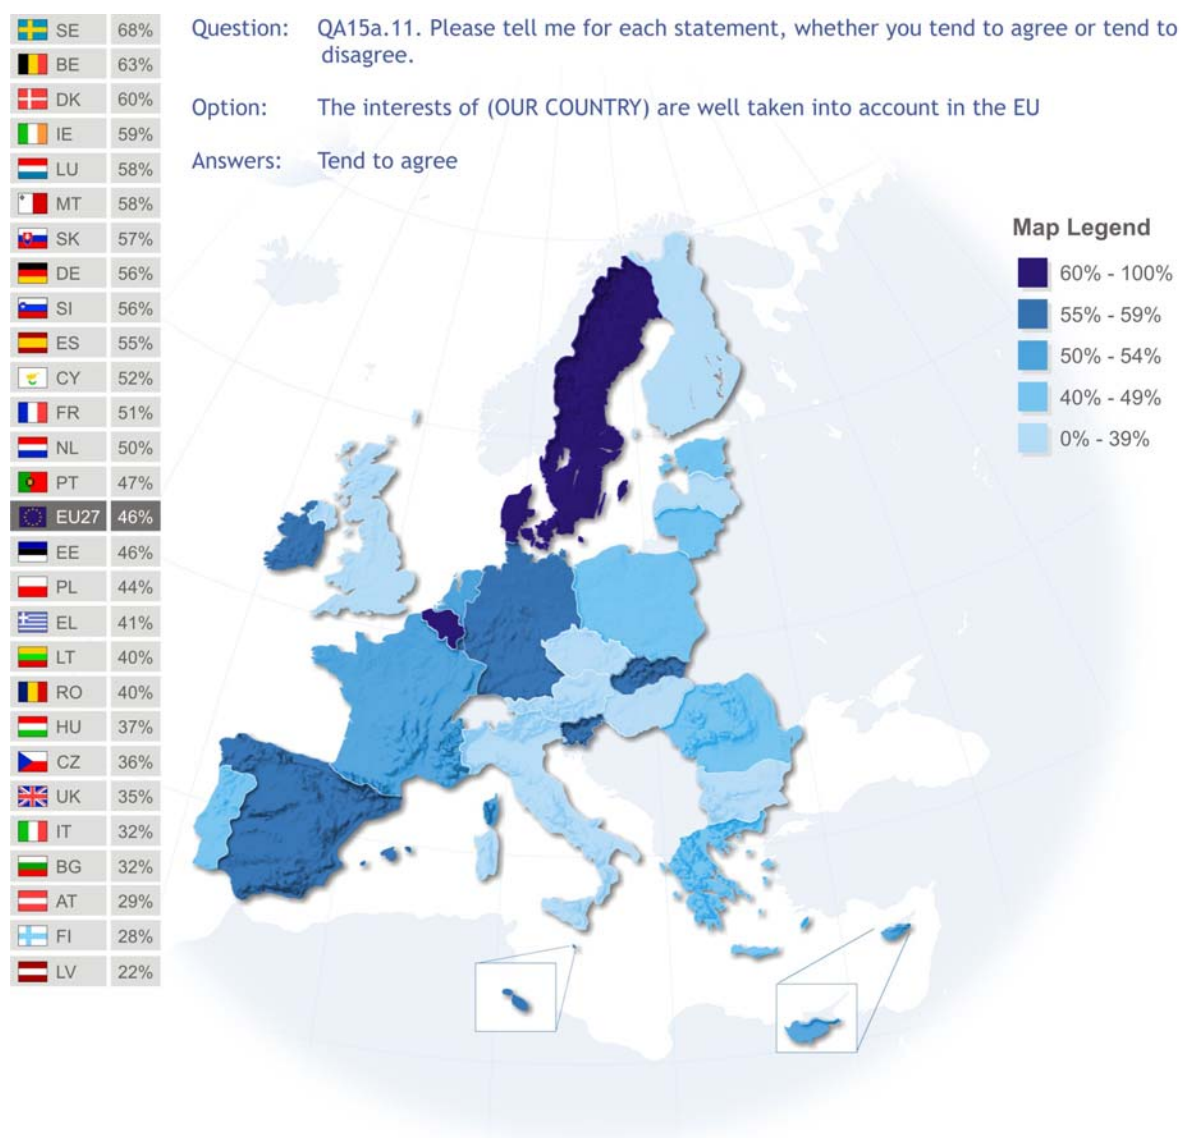 Question: QA15a.11. Please tell me for each statement, whether you tend to agree or tend to
disagree.
Option: The interests of (OUR COUNTRY) are well taken into account in the EU
Answers: Tend to agree
SE 68%
BE 63%
DK 60%
IE 59%
LU 58%
MT 58%
SK 57%
DE 56%
SI 56%
ES 55%
CY 52%
FR 51%
NL 50%
PT 47%
EU27 46%
EE 46%
PL 44%
EL 41%
LT 40%
RO 40%
HU 37%
CZ 36%
UK 35%
IT 32%
BG 32%
AT 29%
FI 28%
LV 22%
Map Legend
60% - 100%
55% - 59%
50% - 54%
40% - 49%
0% - 39%